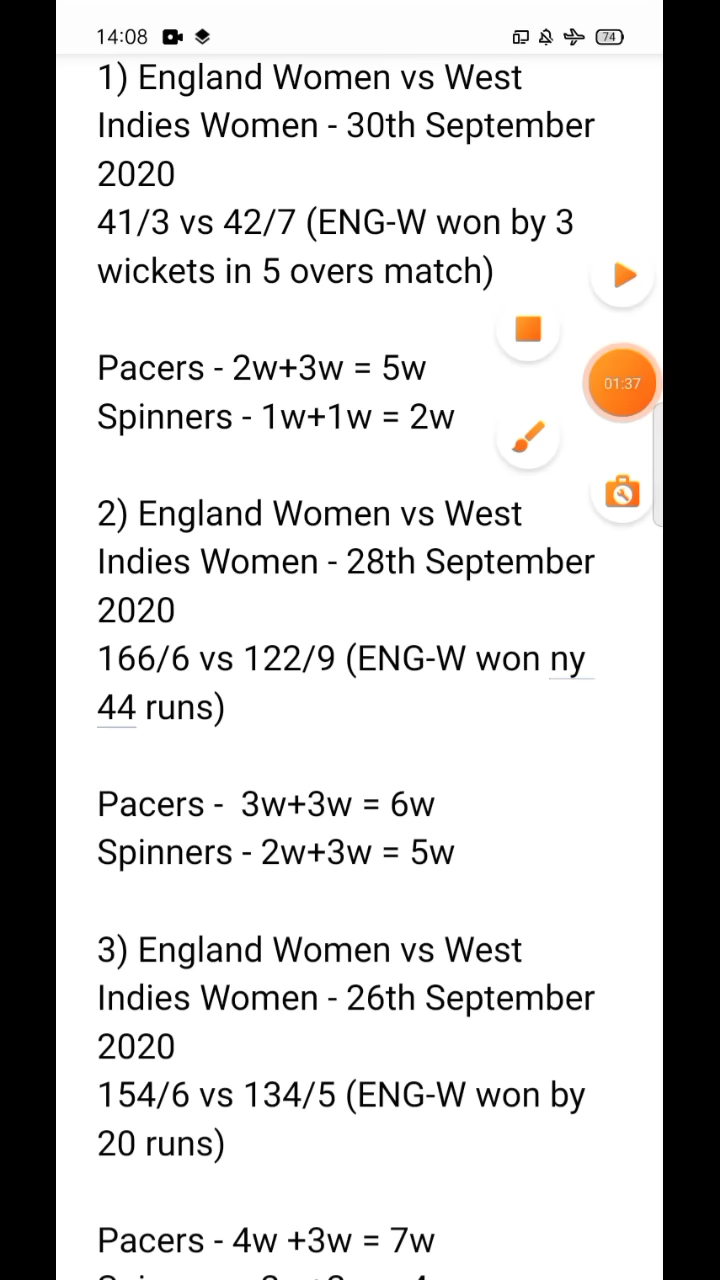 14:08
74
1) England Women vs West
Indies Women - 30th September
2020
41/3 vs 42/7 (ENG-W won by 3
wickets in 5 overs match)
01:37
Pacers - 2w+3w = 5w
Spinners - 1w+1w = 2w
2) England Women vs West
Indies Women - 28th September
2020
166/6 vs 122/9 (ENG-W won ny
44 runs)
Pacers -  3w+3w = 6w
Spinners - 2w+3w = 5w
3) England Women vs West
Indies Women - 26th September
2020
154/6 vs 134/5 (ENG-W won by
20 runs)
Pacers - 4w +3w = 7w